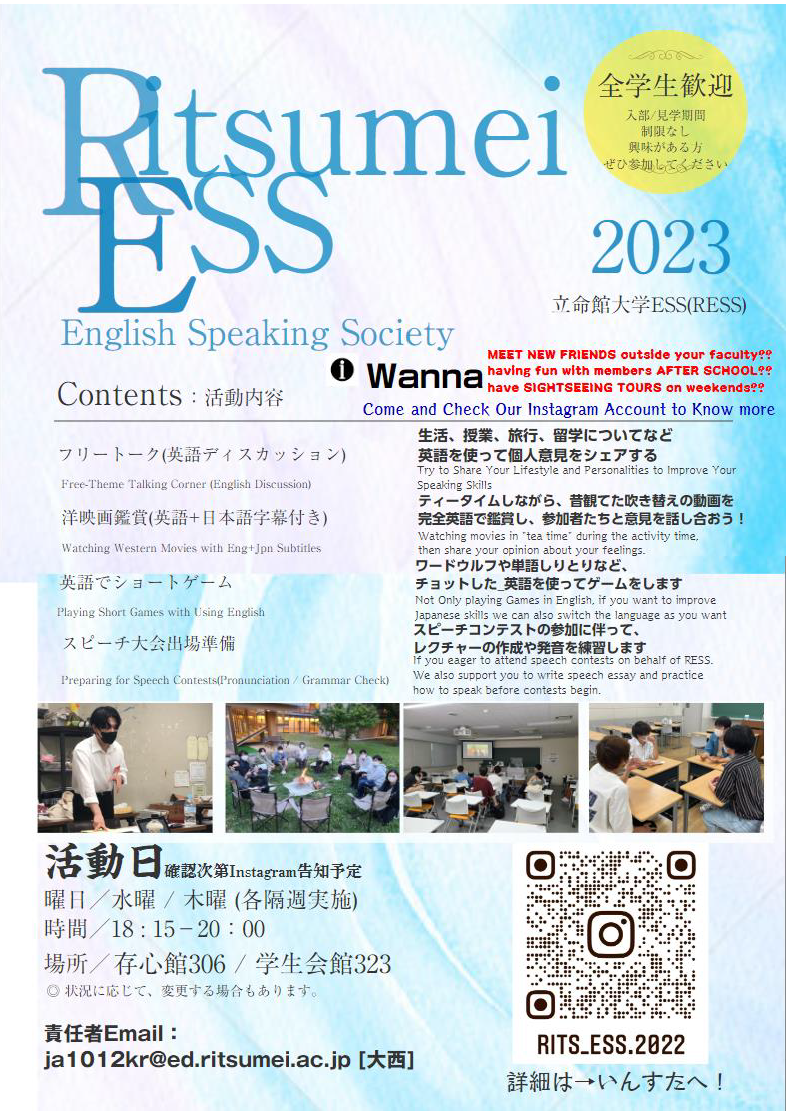 Ritsumei
ESS
English Speaking Society
全学生歓迎
入部/見学期間
制限なし
興味がある方
ぜひ参加してください
2023
立命館大学ESS(RESS)
i Wanna
MEET NEW FRIENDS outside your faculty??
having fun with members AFTER SCHOOL??
have SIGHTSEEING TOURS on weekends??
Come and Check Our Instagram Account to Know more
Contents：活動内容
フリートーク(英語ディスカッション)
Free-Theme Talking Corner (English Discussion)
生活、授業、旅行、留学についてなど
英語を使って個人意見をシェアする
Try to Share Your Lifestyle and Personalities to Improve Your
Speaking Skills
洋映画鑑賞(英語+日本語字幕付き)
Watching Western Movies with Eng+Jpn Subtitles
ティータイムしながら、昔観てた吹き替えの動画を
完全英語で鑑賞し、参加者たちと意見を話し合おう！
Watching movies in "tea time" during the activity time,
then share your opinion about your feelings.
英語でショートゲーム
Playing Short Games with Using English
ワードウルフや単語しりとりなど、
チョットした_英語を使ってゲームをします
Not Only playing Games in English, if you want to improve
Japanese skills we can also switch the language as you want
スピーチ大会出場準備
Preparing for Speech Contests(Pronunciation / Grammar Check)
スピーチコンテストの参加に伴って、
レクチャーの作成や発音を練習します
If you eager to attend speech contests on behalf of RESS.
We also support you to write speech essay and practice
how to speak before contests begin.
活動日確認次第Instagram告知予定
曜日／水曜 / 木曜 (各隔週実施)
時間／18：15－20：00
場所／存心館306 / 学生会館323
◎ 状況に応じて、変更する場合もあります。
責任者Email：
ja1012kr@ed.ritsumei.ac.jp [大西]
RITS_ESS.2022
詳細は→いんすたへ！